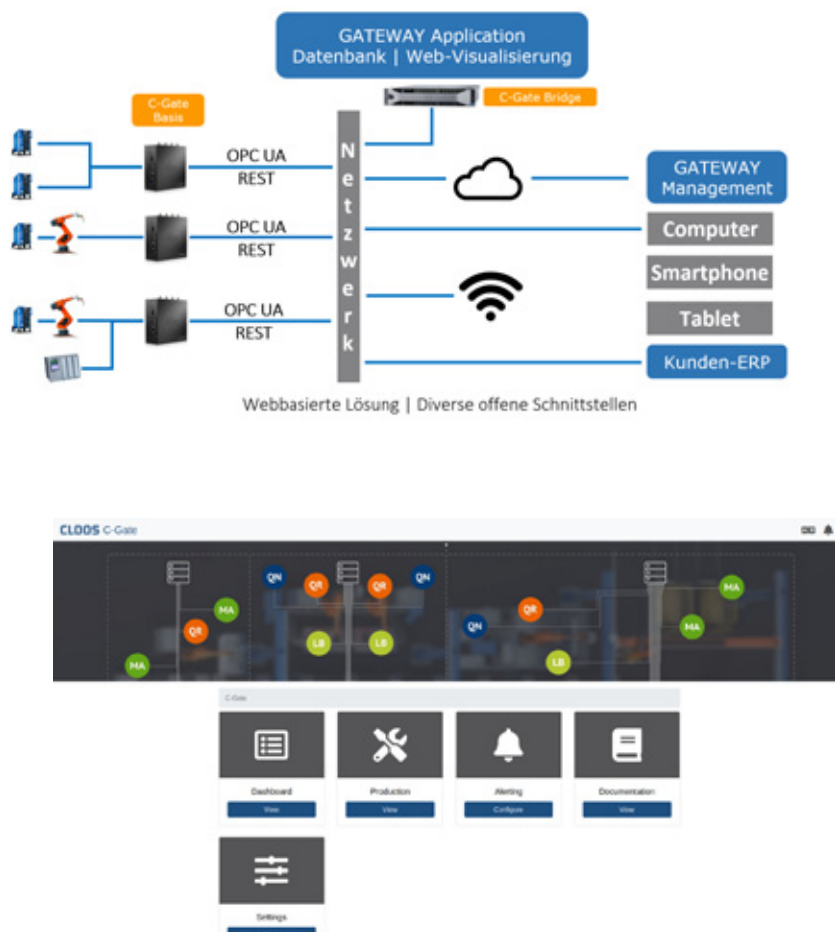 GATEWAY Application
Datenbank | Web-Visualisierung
C-Gate Bridge
C-Gate
Basis
OPC UA
REST
OPC UA
REST
OPC UA
REST
Netzwerk
GATEWAY
Management
Computer
Smartphone
Tablet
Kunden-ERP
Webbasierte Lösung | Diverse offene Schnittstellen
CLOOS C-Gate
QN
QR
QR
QN
MA
QR
MA
LB
LB
QR
QN
LB
MA
MA
C-Gate
Dashboard
View
Production
View
Alerting
Configure
Documentation
View
Settings